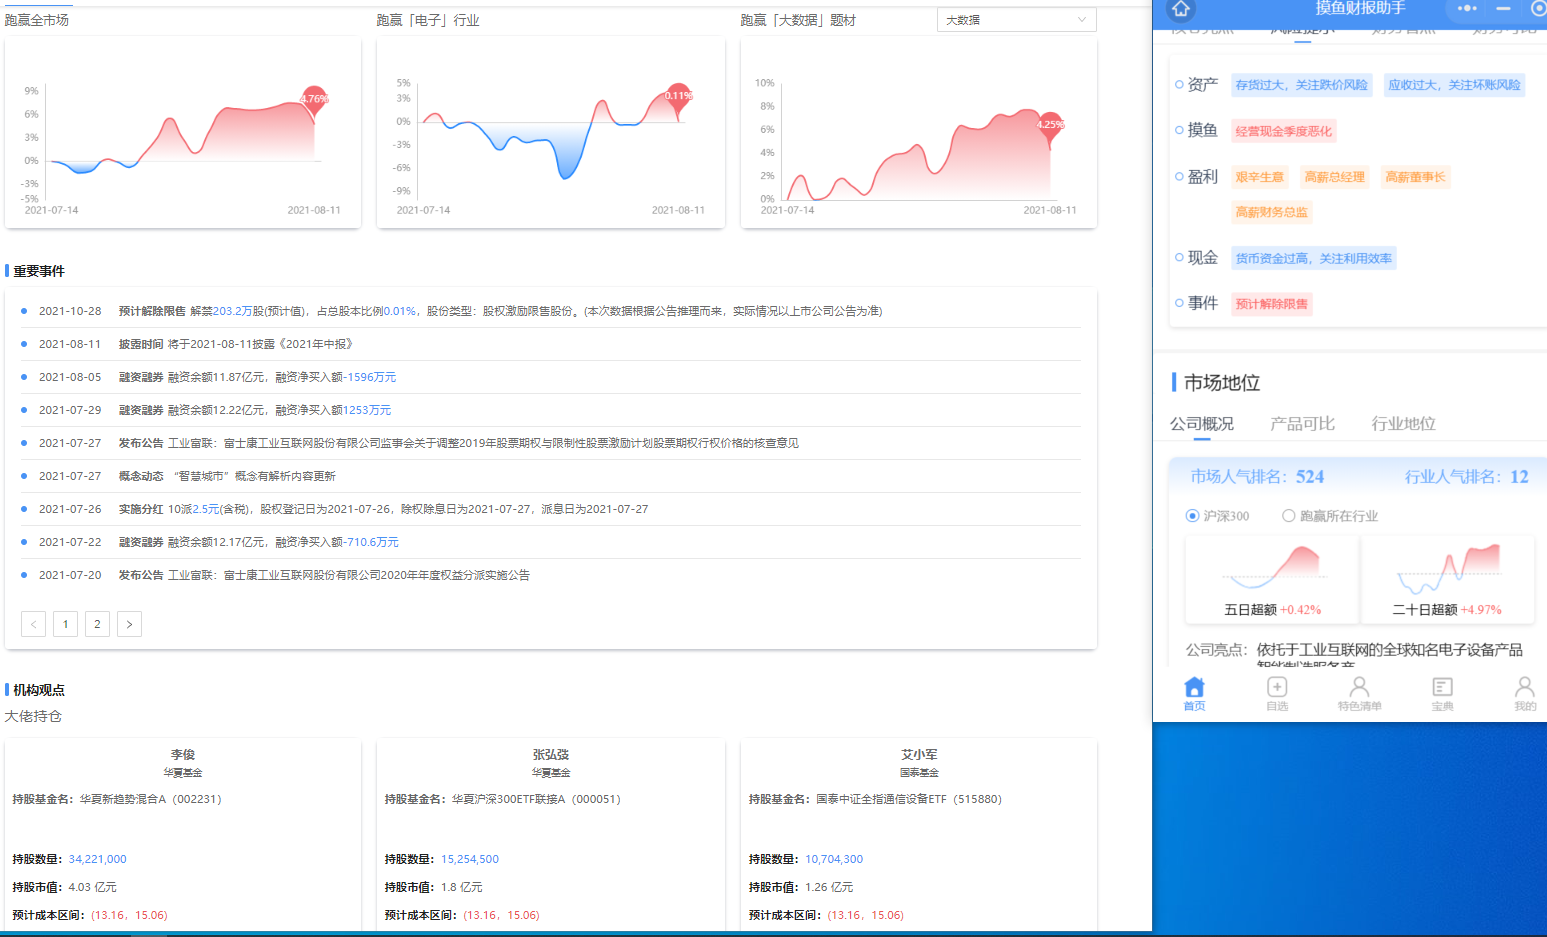 跑赢全市场
跑赢「电子」行业
跑赢「大数据」题材
大数据
9%
6%
3%
0%
-3%
-5%
4.76%
2021-07-14
2021-08-11
5%
3%
0%
-3%
-6%
-9%
0.11%
2021-07-14
2021-08-11
10%
8%
6%
4%
2%
0%
4.25%
2021-07-14
2021-08-11
重要事件
2021-10-28 预计解除限售 解禁203.2万股(预计值)，占总股本比例0.01%，股份类型：股权激励限售股份。(本次数据根据公告推理而来，实际情况以上市公司公告为准)
2021-08-11 披露时间 将于2021-08-11披露《2021年中报》
2021-08-05 融资融券 融资余额11.87亿元，融资净买入额-1596万元
2021-07-29 融资融券 融资余额12.22亿元，融资净买入额1253万元
2021-07-27 发布公告 工业富联：富士康工业互联网股份有限公司监事会关于调整2019年股票期权与限制性股票激励计划股票期权行权价格的核查意见
2021-07-27 概念动态 “智慧城市”概念有解析内容更新
2021-07-26 实施分红 10派2.5元(含税)，股权登记日为2021-07-26，除权除息日为2021-07-27，派息日为2021-07-27
2021-07-22 融资融券 融资余额12.17亿元，融资净买入额-710.6万元
2021-07-20 发布公告 工业富联：富士康工业互联网股份有限公司2020年年度权益分派实施公告
< 1 2 >
机构观点
大佬持仓
李俊
华夏基金
持股基金名：华夏新趋势混合A（002231）
持股数量：34,221,000
持股市值：4.03 亿元
预计成本区间：(13.16，15.06)
张弘弢
华夏基金
持股基金名：华夏沪深300ETF联接A（000051）
持股数量：15,254,500
持股市值：1.8 亿元
预计成本区间：(13.16，15.06)
艾小军
国泰基金
持股基金名：国泰中证全指通信设备ETF（515880）
持股数量：10,704,300
持股市值：1.26 亿元
预计成本区间：(13.16，15.06)
摸鱼财报助手
风险提示
资产 存货过大，关注跌价风险 应收过大，关注坏账风险
摸鱼 经营现金季度恶化
盈利 艰辛生意 高薪总经理 高薪董事长
高薪财务总监
现金 货币资金过高，关注利用效率
事件 预计解除限售
市场地位
公司概况 产品可比 行业地位
市场人气排名：524 行业人气排名：12
沪深300 跑赢所在行业
五日超额 +0.42%
二十日超额 +4.97%
公司亮点：依托于工业互联网的全球知名电子设备产品
智能制造服务商
首页 自选 特色清单 宝典 我的